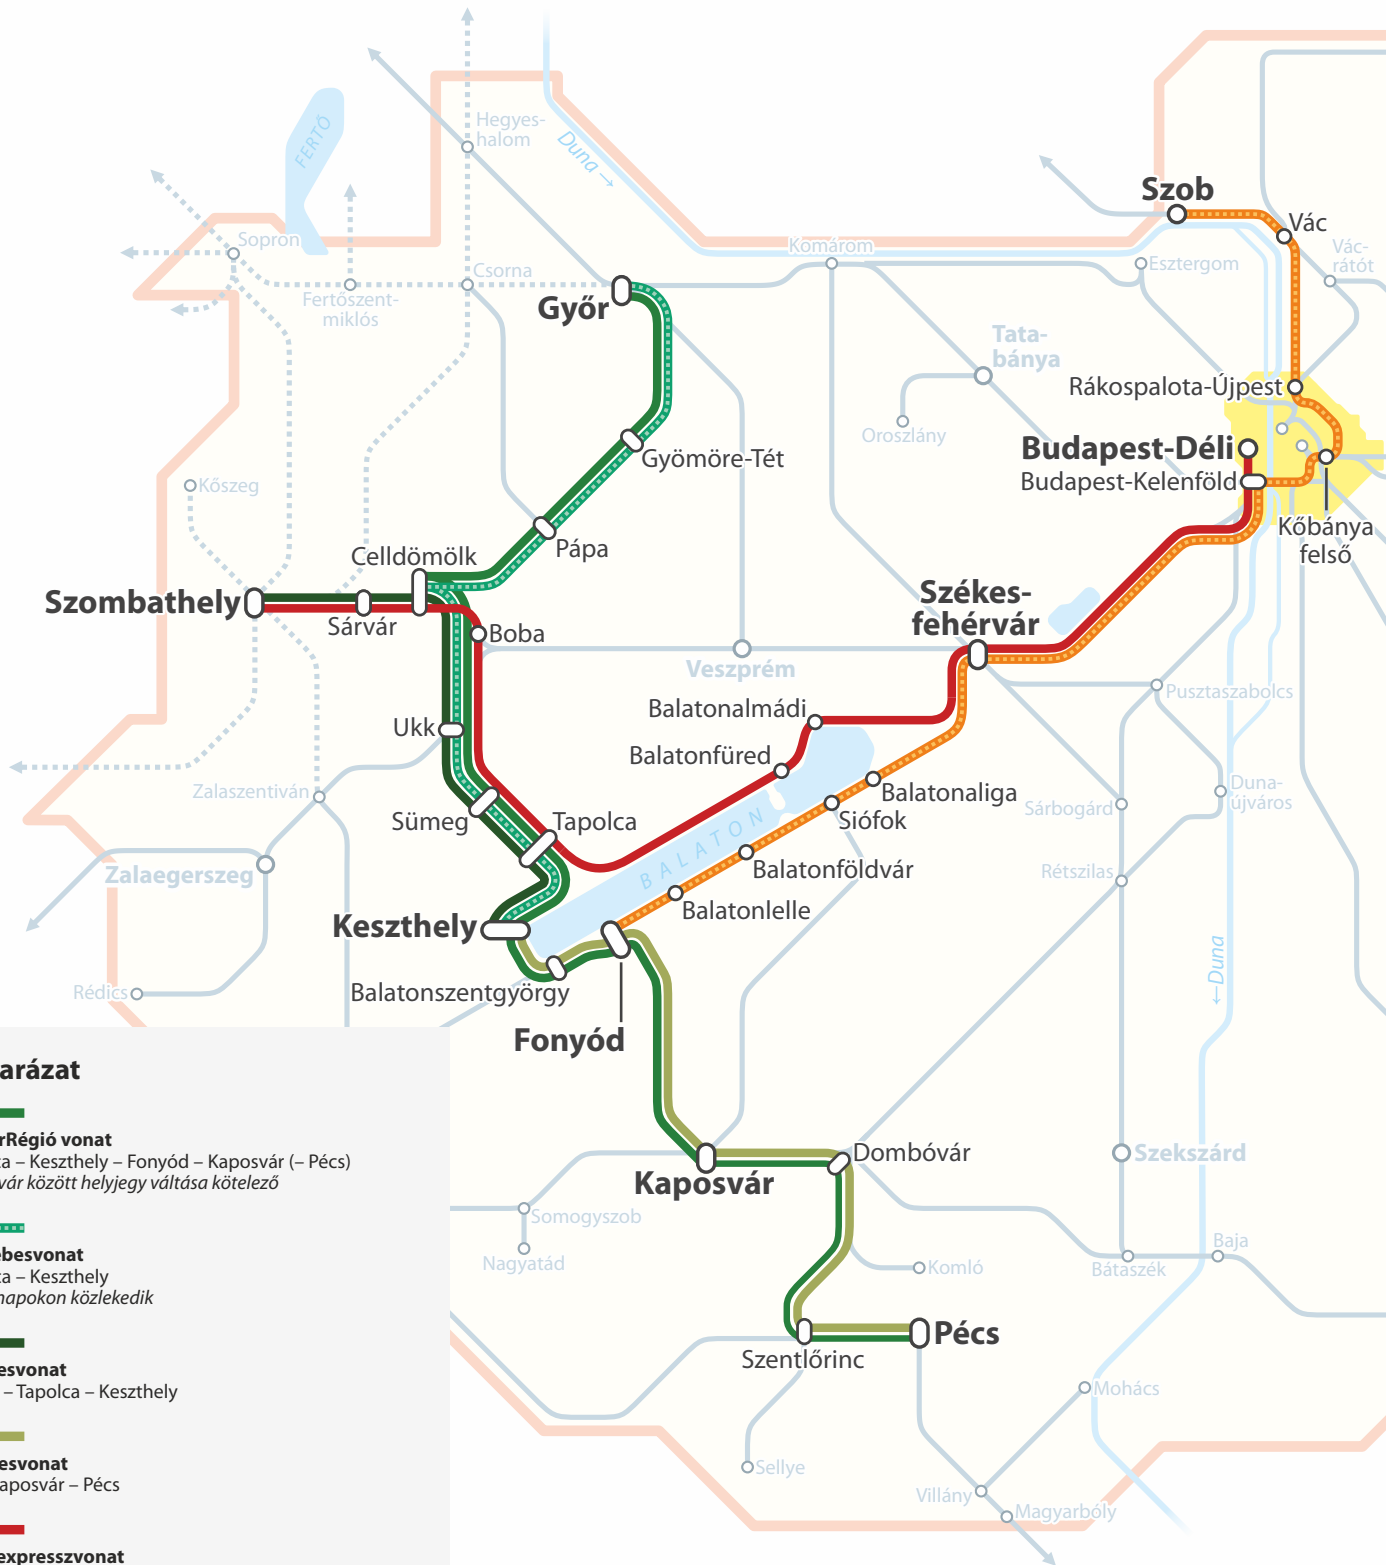 Hegyes-
halom
FERTŐ
Duna →
Szob
Vác
Sopron
Komárom
Vác-
rátót
Csorna
Esztergom
Fertőszent-
miklós
Győr
Tata-
bánya
Rákospalota-Újpest
Oroszlány
Budapest-Déli
Gyömöre-Tét
Budapest-Kelenföld
Kőszeg
Kőbánya
felső
Pápa
Celldömölk
Székes-
fehérvár
Szombathely
Sárvár
Boba
Veszprém
Pusztaszabolcs
Balatonalmádi
Ukk
Balatonfüred
Zalaszentiván
Balatonaliga
Duna-
újváros
Sárbogárd
Sümeg
Tapolca
Siófok
BALATON
Zalaegerszeg
Balatonföldvár
Rétszilas
Balatonlelle
Keszthely
←Duna
Rédics
Balatonszentgyörgy
Fonyód
arázat
rRégió vonat
ca – Keszthely – Fonyód – Kaposvár (– Pécs)
vár között helyjegy váltása kötelező
Dombóvár
Szekszárd
Kaposvár
Somogyszob
ebesvonat
ca – Keszthely
napokon közlekedik
Nagyatád
Komló
Bátaszék
Baja
Pécs
Szentlőrinc
esvonat
– Tapolca – Keszthely
Mohács
esvonat
aposvár – Pécs
Sellye
Villány
Magyarbóly
expresszvonat